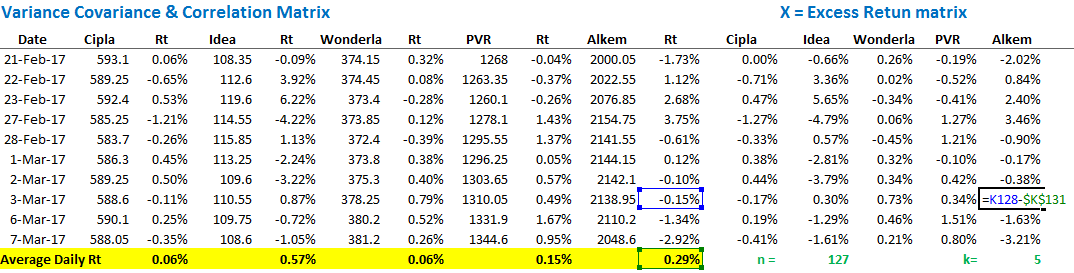 Variance Covariance & Correlation Matrix X = Excess Retun matrix
Date Cipla Rt Idea Rt Wonderla Rt PVR Rt Alkem Rt Cipla Idea Wonderla PVR Alkem
21-Feb-17 593.1 0.06% 108.35 -0.09% 374.15 0.32% 1268 -0.04% 2000.05 -1.73% 0.00% -0.66% 0.26% -0.19% -2.02%
22-Feb-17 589.25 -0.65% 112.6 3.92% 374.45 0.08% 1263.35 -0.37% 2022.55 1.12% -0.71% 3.36% 0.02% -0.52% 0.84%
23-Feb-17 592.4 0.53% 119.6 6.22% 373.4 -0.28% 1260.1 -0.26% 2076.85 2.68% 0.47% 5.65% -0.34% -0.41% 2.40%
27-Feb-17 585.25 -1.21% 114.55 -4.22% 373.85 0.12% 1278.1 1.43% 2154.75 3.75% -1.27% -4.79% 0.06% 1.27% 3.46%
28-Feb-17 583.7 -0.26% 115.85 1.13% 372.4 -0.39% 1295.55 1.37% 2141.55 -0.61% -0.33% 0.57% -0.45% 1.21% -0.90%
1-Mar-17 586.3 0.45% 113.25 -2.24% 373.8 0.38% 1296.25 0.05% 2144.15 0.12% 0.38% -2.81% 0.32% -0.10% -0.17%
2-Mar-17 589.25 0.50% 109.6 -3.22% 375.3 0.40% 1303.65 0.57% 2142.1 -0.10% 0.44% -3.79% 0.34% 0.42% -0.38%
3-Mar-17 588.6 -0.11% 110.55 0.87% 378.25 0.79% 1310.05 0.49% 2138.95 -0.15% -0.17% 0.30% 0.73% 0.34% =K128-$K$131
6-Mar-17 590.1 0.25% 109.75 -0.72% 380.2 0.52% 1331.9 1.67% 2110.2 -1.34% 0.19% -1.29% 0.46% 1.51% -1.63%
7-Mar-17 588.05 -0.35% 108.6 -1.05% 381.2 0.26% 1344.6 0.95% 2048.6 -2.92% -0.41% -1.61% 0.21% 0.80% -3.21%
Average Daily Rt 0.06% 0.57% 0.06% 0.15% 0.29% n = 127 k= 5